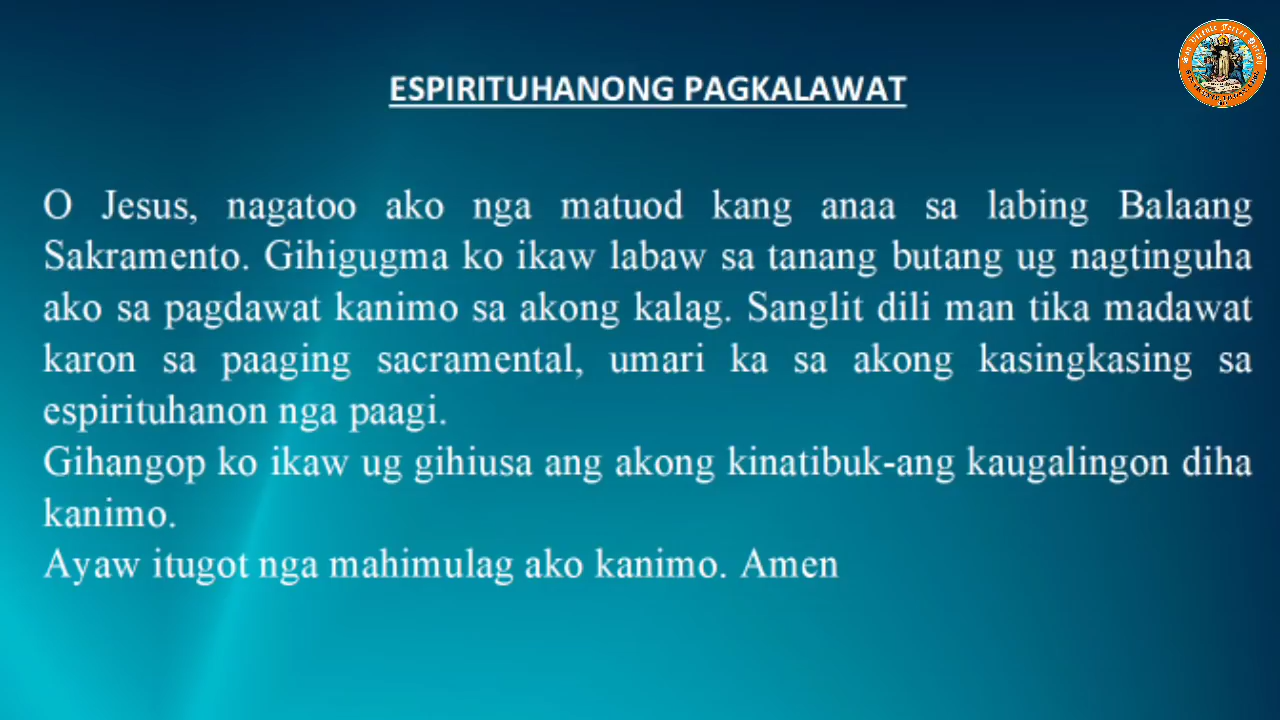 ESPIRITUHANONG PAGKALAWAT
O Jesus, nagatoo ako nga matuod kang anaa sa labing Balaang
Sakramento. Gihigugma ko ikaw labaw sa tanang butang ug nagtinguha
ako sa pagdawat kanimo sa akong kalag. Sanglit dili man tika madawat
karon sa paaging sacramental, umari ka sa akong kasingkasing sa
espirituhanon nga paagi.
Gihangop ko ikaw ug gihiusa ang akong kinatibuk-ang kaugalingon diha
kanimo.
Ayaw itugot nga mahimulag ako kanimo. Amen